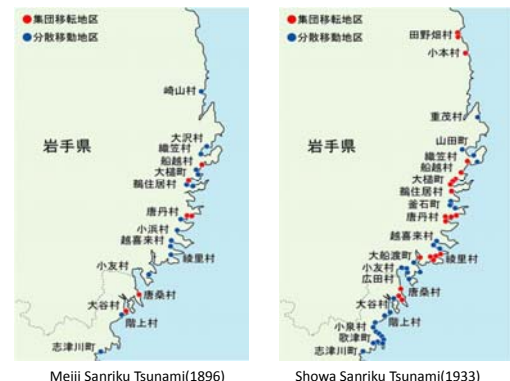 集団移転地区
分散移動地区
崎山村
大沢村
織笠村
船越村
大槌町
鵜住居村
岩手県
唐丹村
小浜村
越喜来村
綾里村
小友村
唐桑村
大谷村
階上村
志津川町
Meiji Sanriku Tsunami(1896)
集団移転地区
分散移動地区
田野畑村
小本村
重茂村
山田町
岩手県
織笠村
船越村
大槌町
鵜住居村
釜石町
唐丹村
越喜来村
大船渡町
綾里村
小友村
広田村
唐桑村
大谷村
階上村
小泉村
歌津町
志津川町
Showa Sanriku Tsunami(1933)